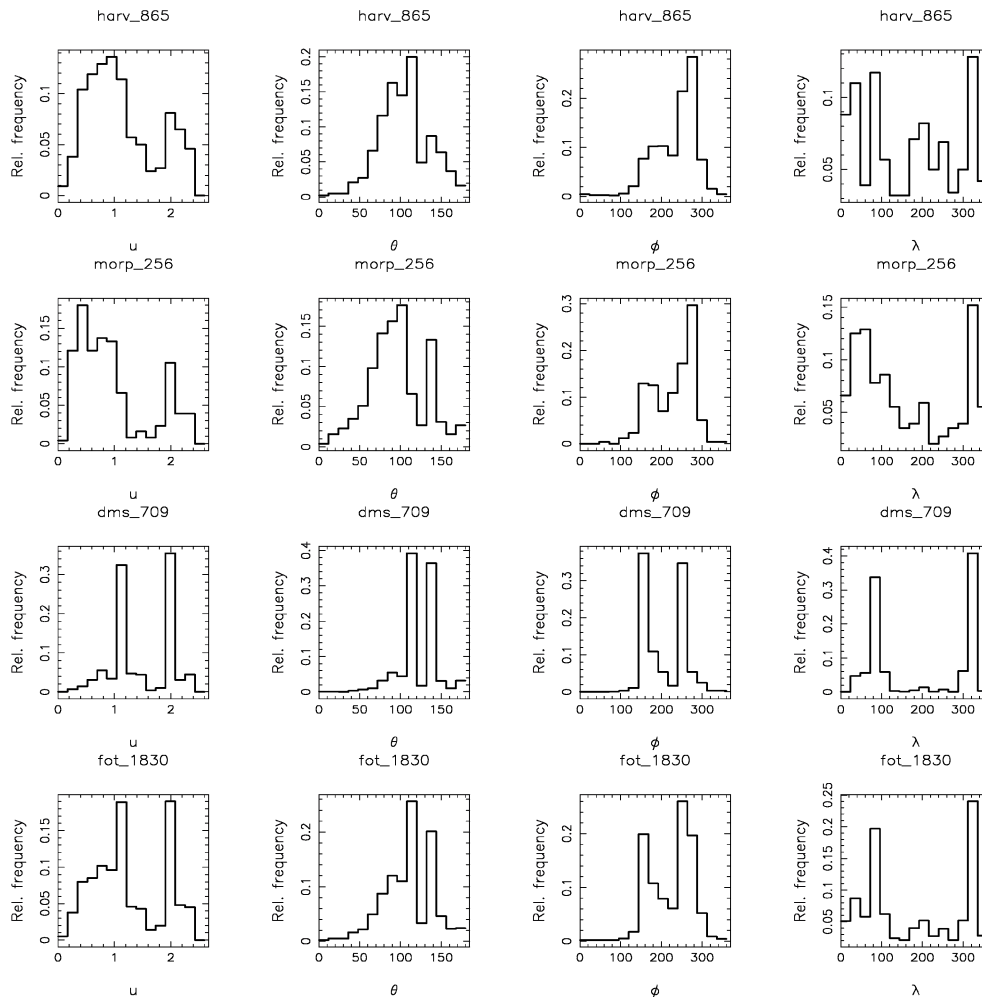 harv_865 harv_865 harv_865 harv_865
Rel. frequency Rel. frequency Rel. frequency Rel. frequency
0 0.05 0.1 0 0.05 0.1 0.15 0.2 0 0.1 0.2 0.05 0.1
0 1 2 0 50 100 150 0 100 200 300 0 100 200 300
u θ ϕ λ
morp_256 morp_256 morp_256 morp_256
Rel. frequency Rel. frequency Rel. frequency Rel. frequency
0 0.05 0.1 0.15 0 0.05 0.1 0.15 0 0.1 0.2 0.3 0.05 0.1 0.15
0 1 2 0 50 100 150 0 100 200 300 0 100 200 300
u θ ϕ λ
dms_709 dms_709 dms_709 dms_709
Rel. frequency Rel. frequency Rel. frequency Rel. frequency
0 0.1 0.2 0.3 0 0.1 0.2 0.3 0.4 0 0.1 0.2 0.3 0 0.1 0.2 0.3 0.4
0 1 2 0 50 100 150 0 100 200 300 0 100 200 300
u θ ϕ λ
fot_1830 fot_1830 fot_1830 fot_1830
Rel. frequency Rel. frequency Rel. frequency Rel. frequency
0 0.05 0.1 0.15 0 0.1 0.2 0 0.1 0.2 0.05 0.1 0.15 0.20 0.25
0 1 2 0 50 100 150 0 100 200 300 0 100 200 300
u θ ϕ λ